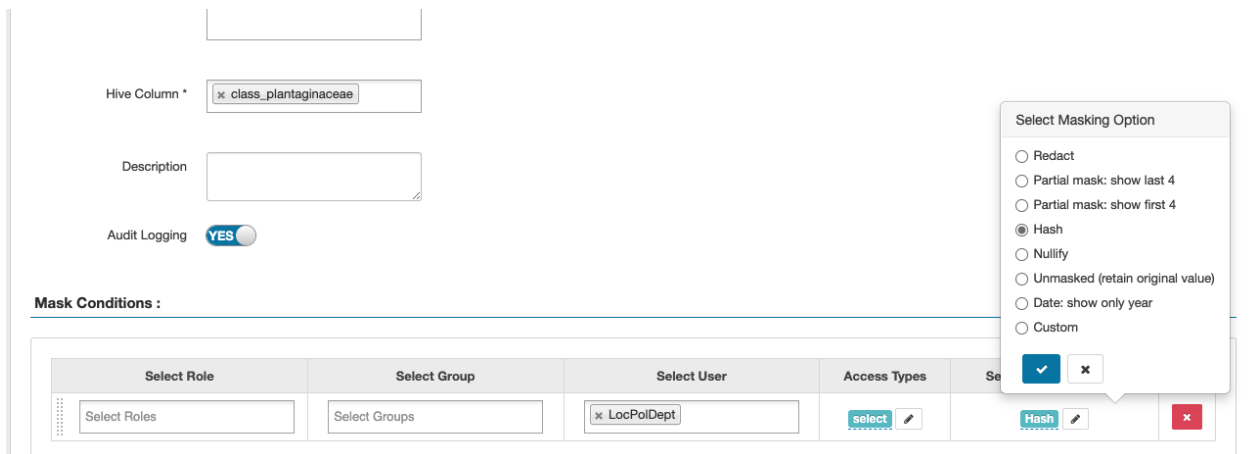 Hive Column *
× class_plantaginaceae
Description
Audit Logging
YES
Mask Conditions :
Select Masking Option
Redact
Partial mask: show last 4
Partial mask: show first 4
Hash
Nullify
Unmasked (retain original value)
Date: show only year
Custom
Select Role
Select Group
Select User
Access Types
Se
Select Roles
Select Groups
× LocPolDept
select
Hash